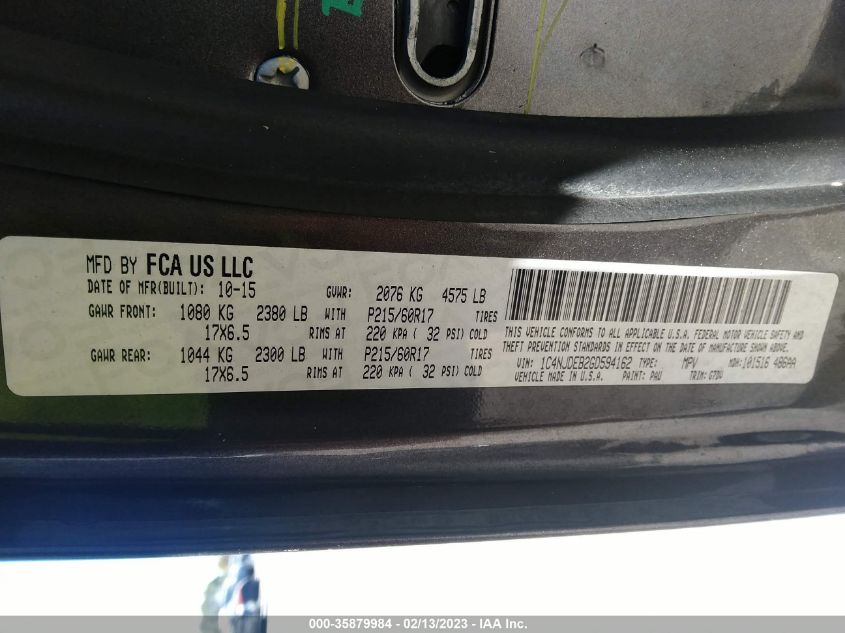 MFD BY FCA US LLC
DATE OF MFR(BUILT): 10-15 GVWR: 2076 KG 4575 LB
GAWR FRONT: 1080 KG 2380 LB WITH P215/60R17 TIRES
17X6.5 RIMS AT 220 KPA ( 32 PSI) COLD
GAWR REAR: 1044 KG 2300 LB WITH P215/60R17 TIRES
17X6.5 RIMS AT 220 KPA ( 32 PSI) COLD
THIS VEHICLE CONFORMS TO ALL APPLICABLE U.S.A. FEDERAL MOTOR VEHICLE SAFETY AND
THEFT PREVENTION STANDARDS IN EFFECT ON THE DATE OF MANUFACTURE SHOWN ABOVE.
VIN: 1C4NJDEB2GD594162 TYPE: MPV MDH: 101516 486AA
VEHICLE MADE IN U.S.A. PAINT: PAU TRIM: G7DV
000-35879984 / 02/13/2023 - IAA Inc.